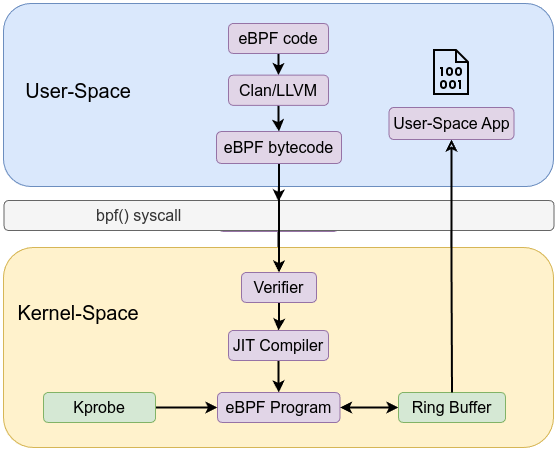 eBPF code
User-Space
Clan/LLVM
100
001
User-Space App
eBPF bytecode
bpf() syscall
Verifier
Kernel-Space
JIT Compiler
Kprobe
eBPF Program
Ring Buffer